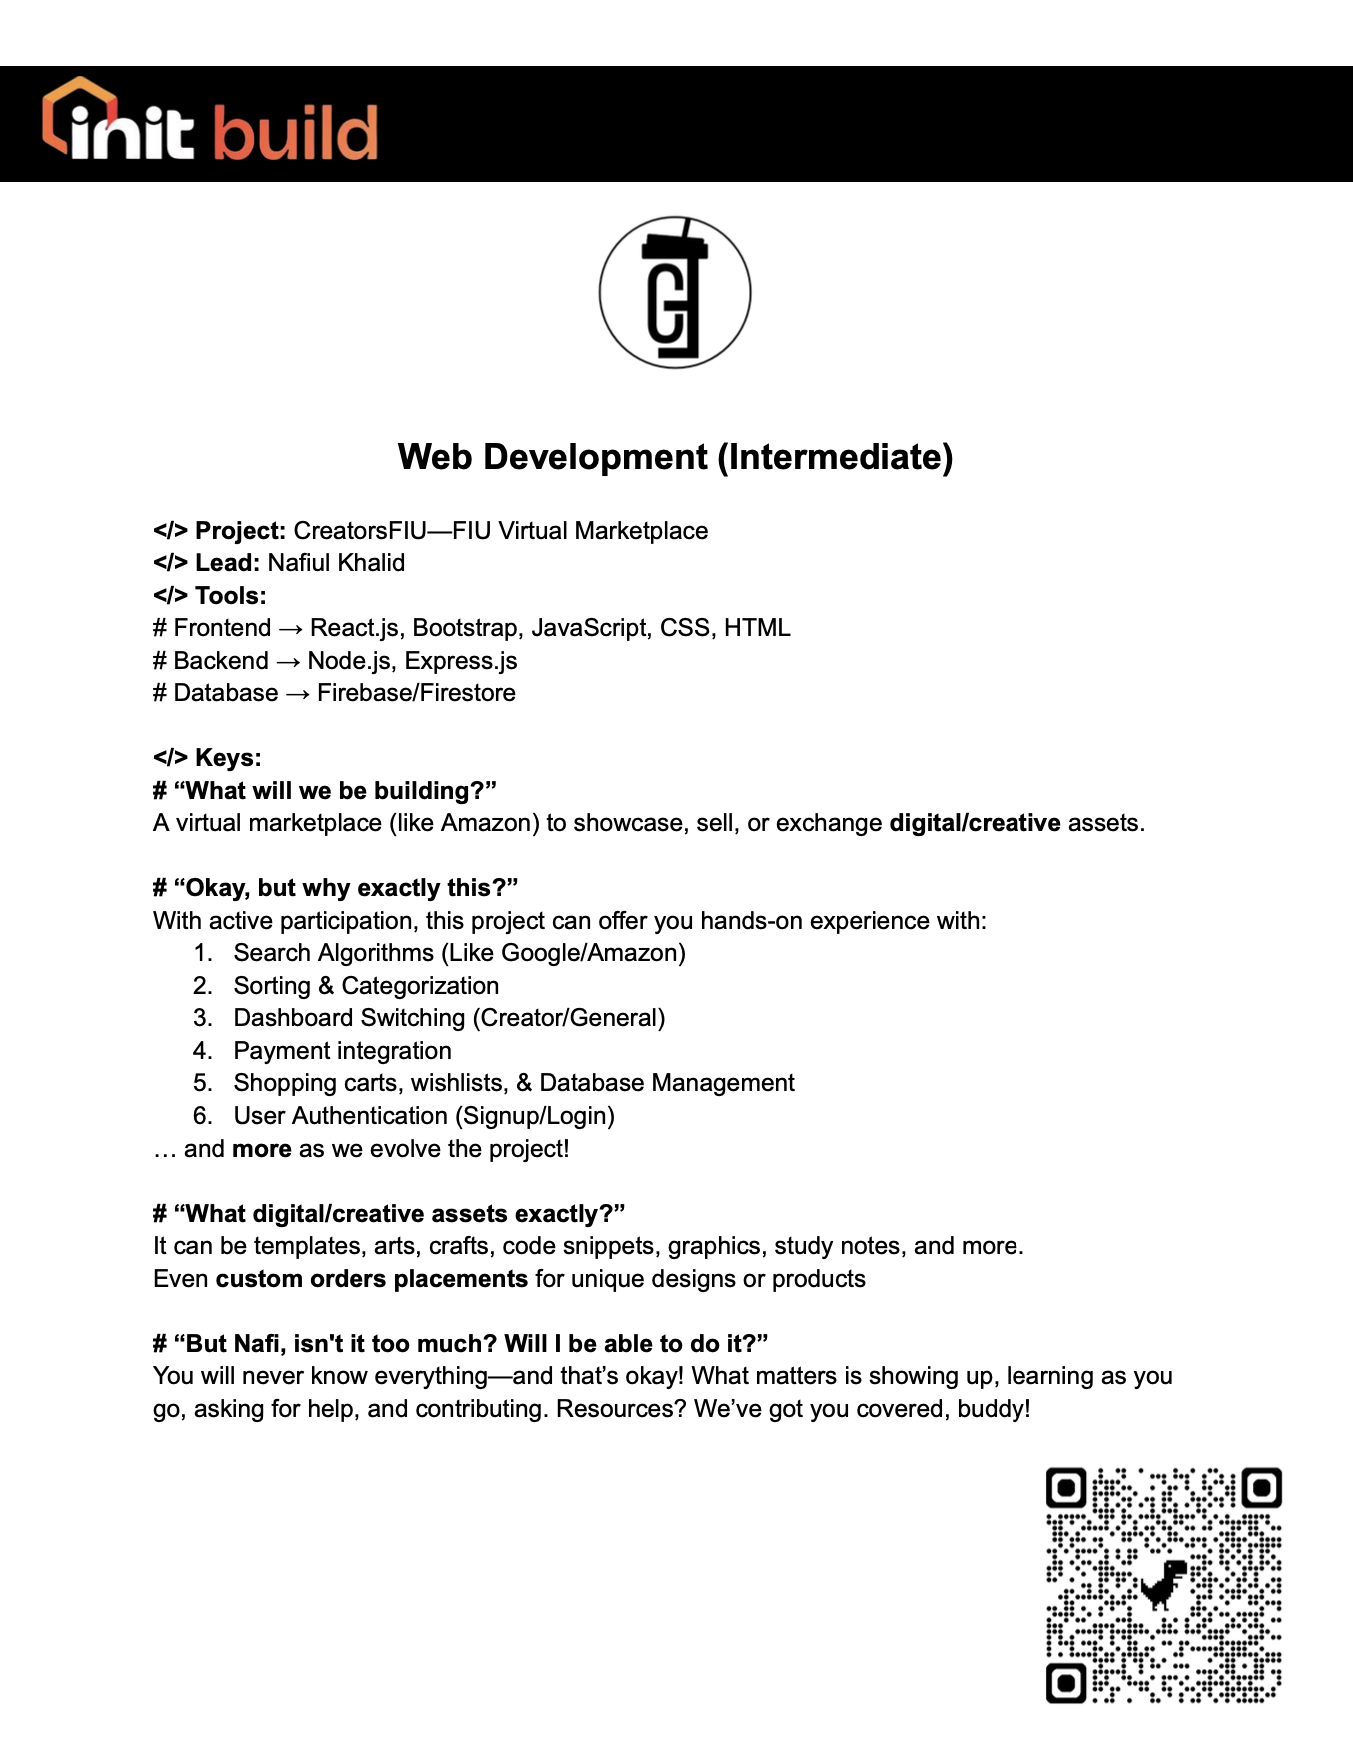 init build
Web Development (Intermediate)
</> Project: CreatorsFIU—FIU Virtual Marketplace
</> Lead: Nafiul Khalid
</> Tools:
# Frontend → React.js, Bootstrap, JavaScript, CSS, HTML
# Backend → Node.js, Express.js
# Database → Firebase/Firestore
</> Keys:
# “What will we be building?”
A virtual marketplace (like Amazon) to showcase, sell, or exchange digital/creative assets.
# “Okay, but why exactly this?”
With active participation, this project can offer you hands-on experience with:
1. Search Algorithms (Like Google/Amazon)
2. Sorting & Categorization
3. Dashboard Switching (Creator/General)
4. Payment integration
5. Shopping carts, wishlists, & Database Management
6. User Authentication (Signup/Login)
… and more as we evolve the project!
# “What digital/creative assets exactly?”
It can be templates, arts, crafts, code snippets, graphics, study notes, and more.
Even custom orders placements for unique designs or products
# “But Nafi, isn't it too much? Will I be able to do it?”
You will never know everything—and that’s okay! What matters is showing up, learning as you
go, asking for help, and contributing. Resources? We’ve got you covered, buddy!